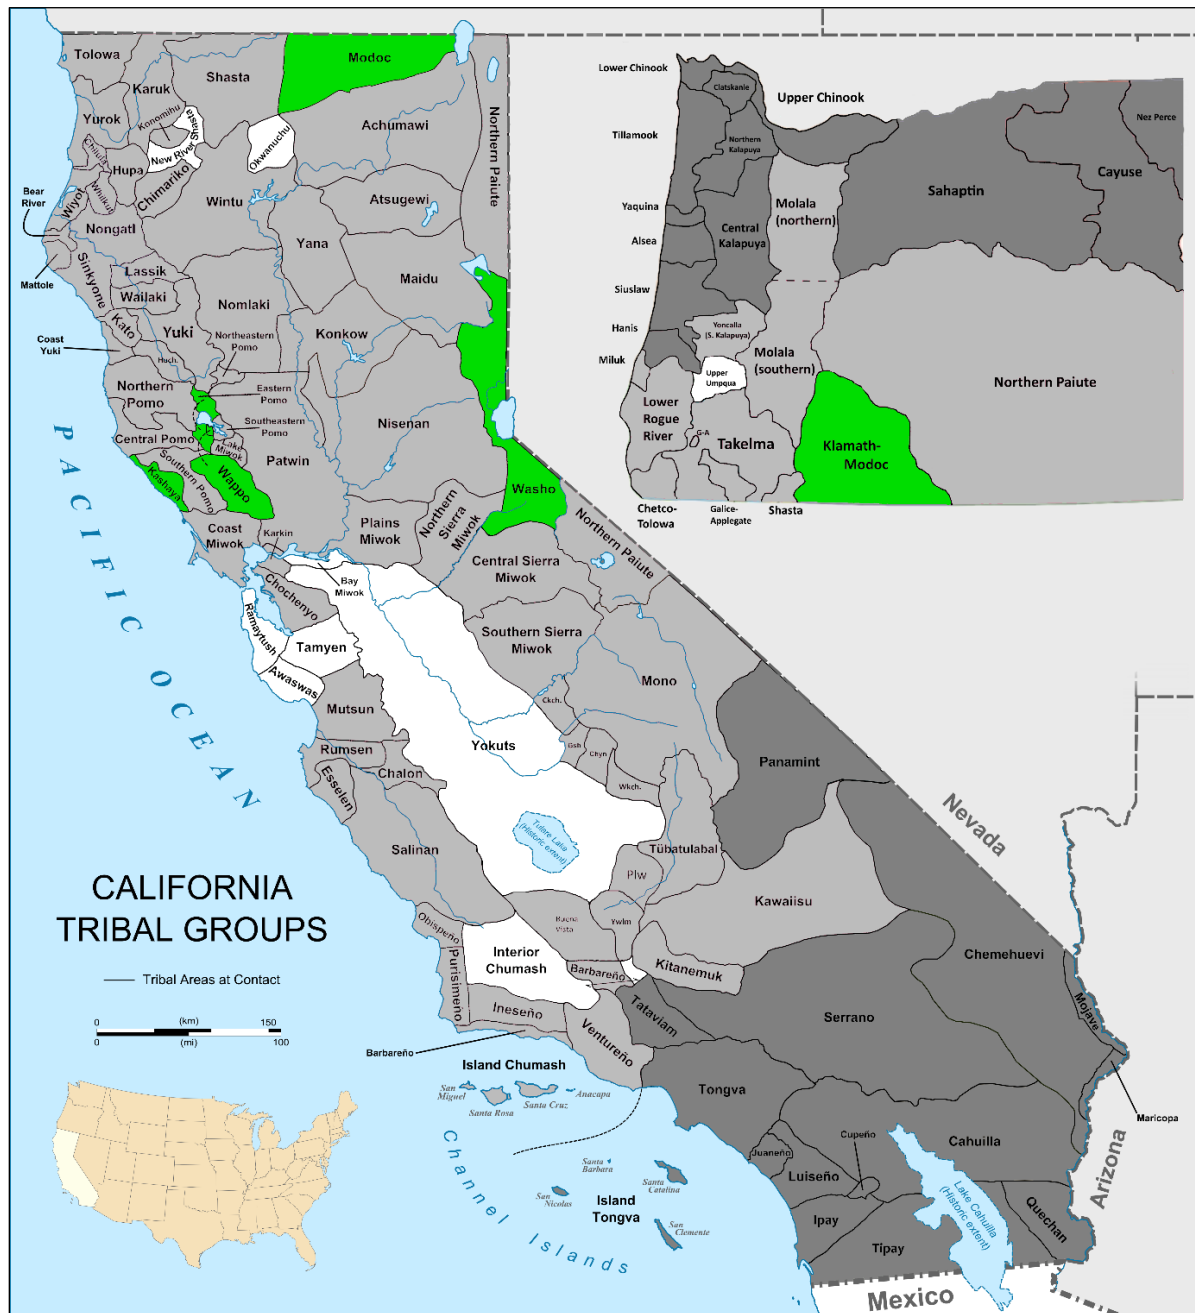 Tolowa
Karuk
Shasta
Modoc
Yurok
Konomihu
New River Shasta
Okwanuchu
Achumawi
Northern Paiute
Chilula
Hupa
Chimariko
Whilkut
Wiyot
Bear
River
Wintu
Atsugewi
Nongatl
Yana
Mattole
Sinkyone
Lassik
Wailaki
Nomlaki
Maidu
Kato
Yuki
Konkow
Coast
Yuki
Huch.
Northeastern
Pomo
Northern
Pomo
Eastern
Pomo
Southeastern
Pomo
Nisenan
Central Pomo
Lake
Miwok
Patwin
Southern Pomo
Kashaya
Wappo
Washo
Coast
Miwok
Karkin
Plains
Miwok
Northern
Sierra
Miwok
Northern Paiute
Central Sierra
Miwok
Bay
Miwok
Chochenyo
Ramaytush
Tamyen
Southern Sierra
Miwok
Awaswas
Mono
Mutsun
Ckch.
Yokuts
Gsh
Chyn
Wkch.
Rumsen
Chalon
Esselen
Panamint
Tulare Lake
(Historic extent)
Salinan
Tübatulabal
Plw
Kawaiisu
Obispeño
Buena
Vista
Ywlm
Interior
Chumash
Barbareño
Kitanemuk
Chemehuevi
Purisimeño
Ineseño
Ventureño
Tataviam
Serrano
Mojave
Barbareño
Island Chumash
San
Miguel
Santa Rosa
Santa Cruz
Anacapa
Tongva
Maricopa
Cupeño
Cahuilla
Juaneño
Luiseño
Santa
Barbara
Santa
Catalina
San
Nicolas
Island
Tongva
San
Clemente
Ipay
Tipay
Lake Cahuilla
(Historic extent)
Quechan
Channel Islands
PACIFIC OCEAN
Nevada
Arizona
Mexico
CALIFORNIA
TRIBAL GROUPS
Tribal Areas at Contact
0 (km) 150
0 (mi) 100
Lower Chinook
Clatskanie
Upper Chinook
Nez Perce
Tillamook
Northern
Kalapuya
Cayuse
Sahaptin
Yaquina
Molala
(northern)
Alsea
Central
Kalapuya
Siuslaw
Hanis
Yoncalla
(S. Kalapuya)
Miluk
Molala
(southern)
Upper
Umpqua
Northern Paiute
Lower
Rogue
River
G-A
Takelma
Klamath-
Modoc
Chetco-
Tolowa
Galice-
Applegate
Shasta